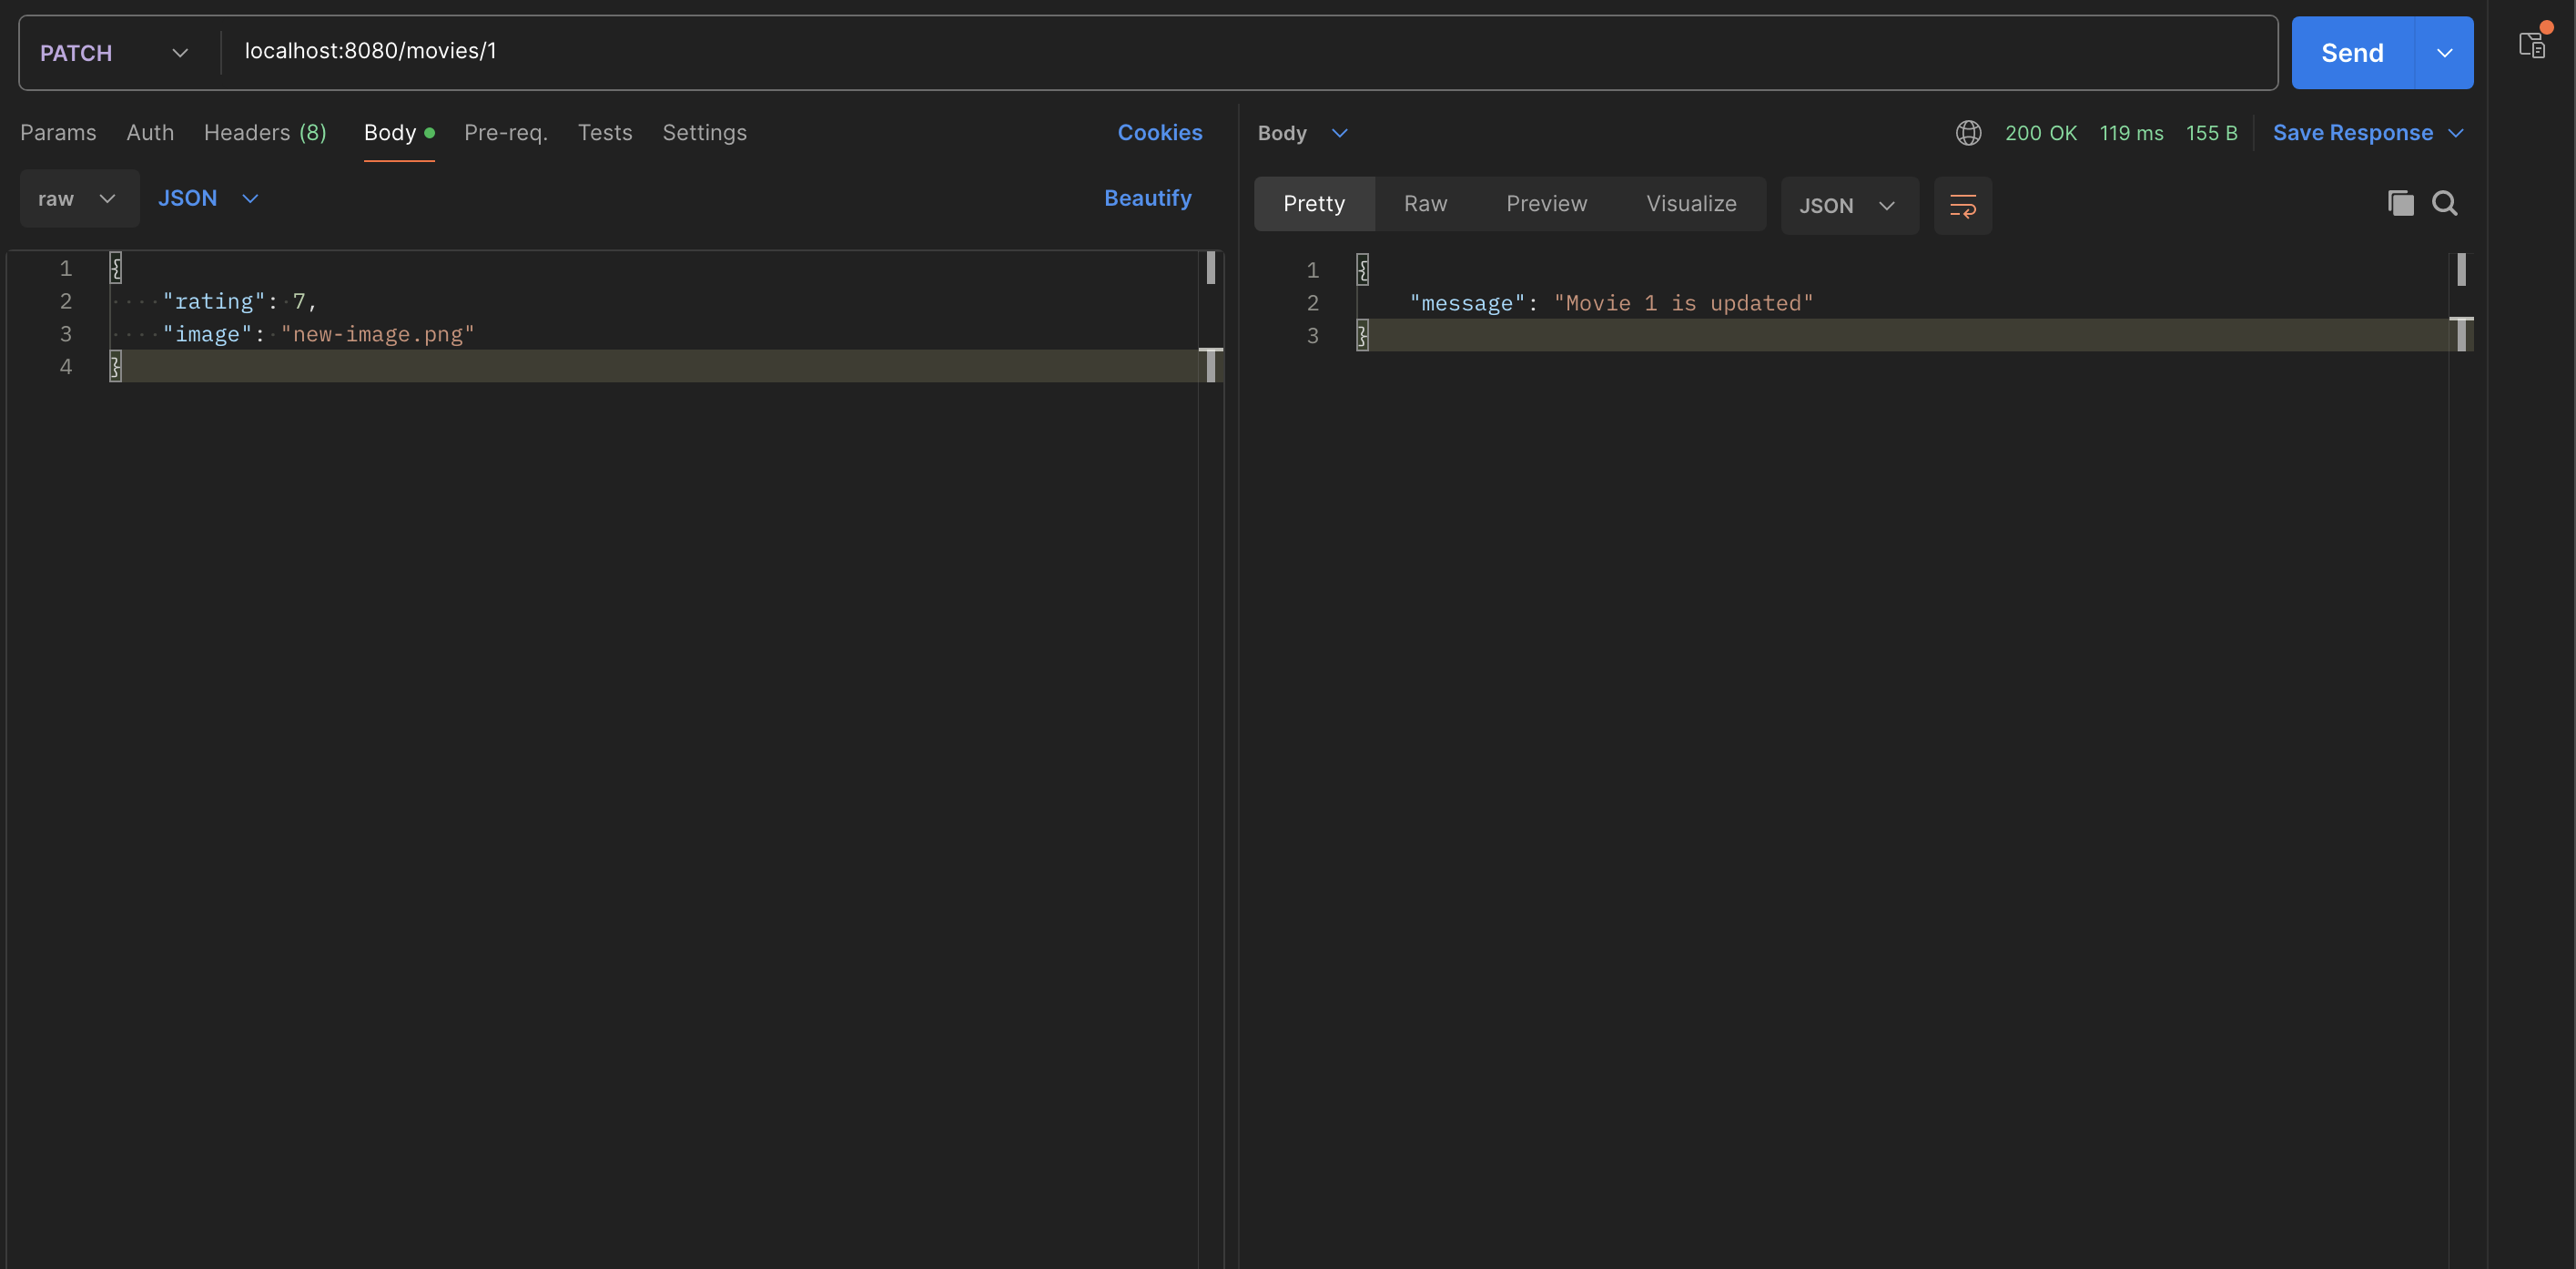 PATCH localhost:8080/movies/1 Send
Params Auth Headers (8) Body Pre-req. Tests Settings Cookies
raw JSON Beautify
1 {
2 "rating": 7,
3 "image": "new-image.png"
4 }
Body 200 OK 119 ms 155 B Save Response
Pretty Raw Preview Visualize JSON
1 {
2 "message": "Movie 1 is updated"
3 }